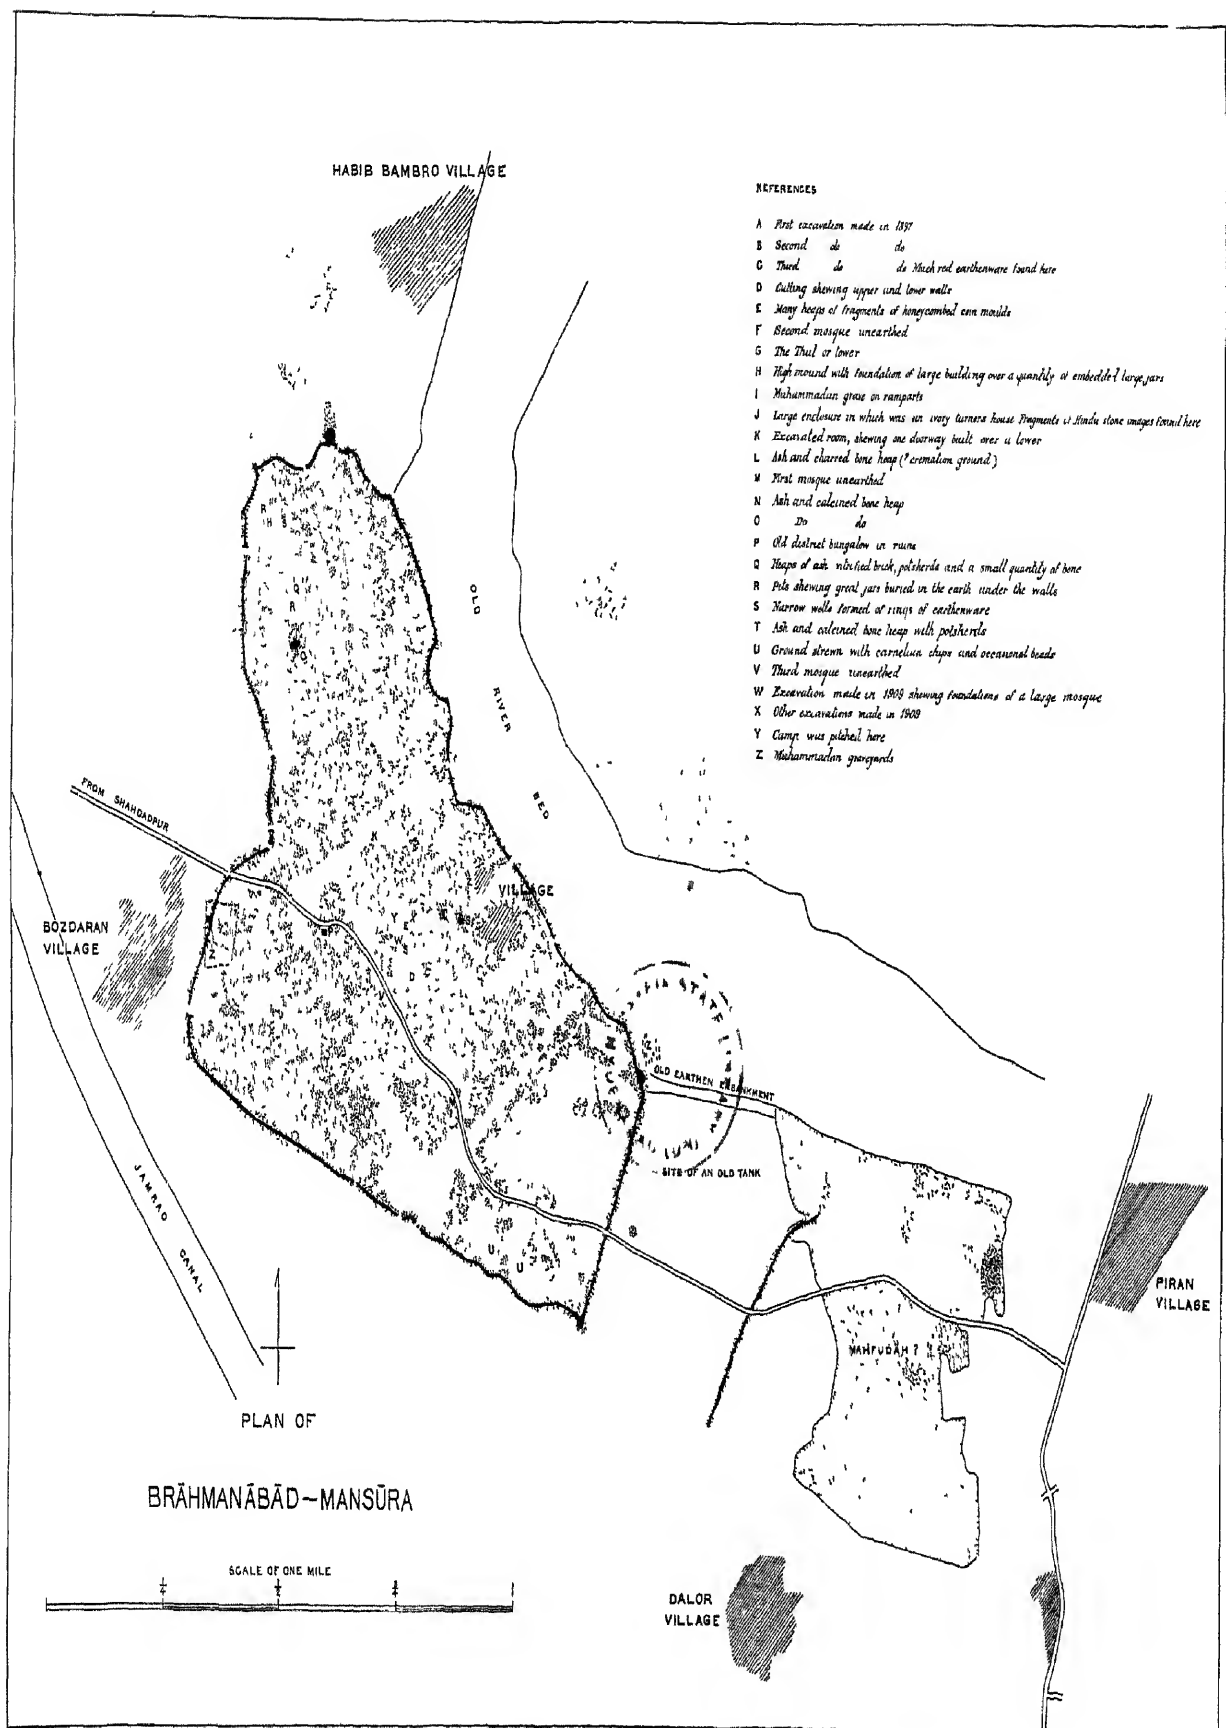 HABIB BAMBRO VILLAGE
REFERENCES
A First excavation made in 1897
B Second do do
C Third do do Much red earthenware found here
D Cutting shewing upper and lower walls
E Many heaps of fragments of honeycombed coin moulds
F Second mosque unearthed
G The Thul or tower
H High mound with foundation of large building over a quantity of embedded large jars
I Muhammadan grave on ramparts
J Large enclosure in which was an ivory turners house Fragments of Hindu stone images found here
K Excavated room, shewing one doorway built over a lower
L Ash and charred bone heap (? cremation ground)
M First mosque unearthed
N Ash and calcined bone heap
O Do do
P Old district bungalow in ruins
Q Heaps of ash vitrified brick, potsherds and a small quantity of bone
R Pits shewing great jars buried in the earth under the walls
S Narrow wells formed of rings of earthenware
T Ash and calcined bone heap with potsherds
U Ground strewn with carnelian chips and occasional beads
V Third mosque unearthed
W Excavation made in 1909 shewing foundations of a large mosque
X Other excavations made in 1909
Y Camp was pitched here
Z Muhammadan graveyards
OLD
RIVER
BED
FROM SHAHDADPUR
VILLAGE
BOZDARAN
VILLAGE
OLD EARTHEN EMBANKMENT
SITE OF AN OLD TANK
JAMRAO CANAL
PIRAN
VILLAGE
MAHFUDAH ?
PLAN OF
BRĀHMANĀBĀD–MANSŪRA
SCALE OF ONE MILE
DALOR
VILLAGE